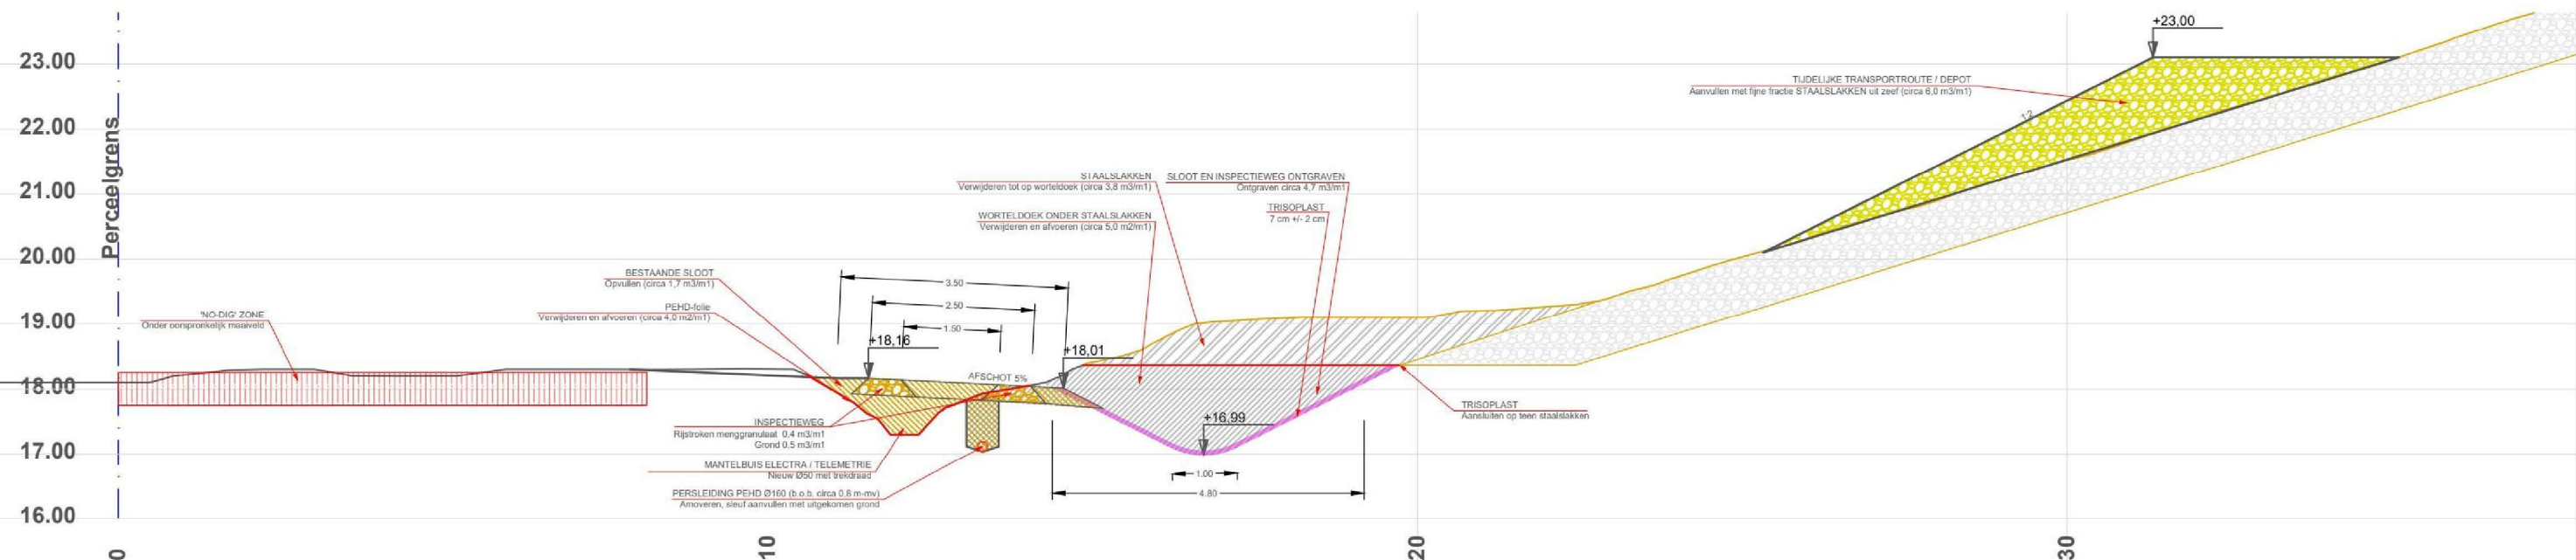 +23,00
23.00
TIJDELIJKE TRANSPORTROUTE / DEPOT
Aanvullen met fijne fractie STAALSLAKKEN uit zeef (circa 6,0 m3/m1)
1:2
22.00
Perceelgrens
21.00
STAALSLAKKEN
Verwijderen tot op worteldoek (circa 3,8 m3/m1)
SLOOT EN INSPECTIEWEG ONTGRAVEN
Ontgraven circa 4,7 m3/m1
TRISOPLAST
7 cm +/- 2 cm
WORTELDOEK ONDER STAALSLAKKEN
Verwijderen en afvoeren (circa 5,0 m2/m1)
20.00
BESTAANDE SLOOT
Opvullen (circa 1,7 m3/m1)
3.50
2.50
1.50
PEHD-folie
Verwijderen en afvoeren (circa 4,0 m2/m1)
19.00
'NO-DIG' ZONE
Onder oorspronkelijk maaiveld
+18,16
+18,01
AFSCHOT 5%
18.00
+16,99
TRISOPLAST
Aansluiten op teen staalslakken
INSPECTIEWEG
Rijstroken menggranulaat 0,4 m3/m1
Grond 0,5 m3/m1
17.00
MANTELBUIS ELECTRA / TELEMETRIE
Nieuw Ø50 met trekdraad
1.00
4.80
PERSLEIDING PEHD Ø160 (b.o.b. circa 0,8 m-mv)
Amoveren, sleuf aanvullen met uitgekomen grond
16.00
0
10
20
30